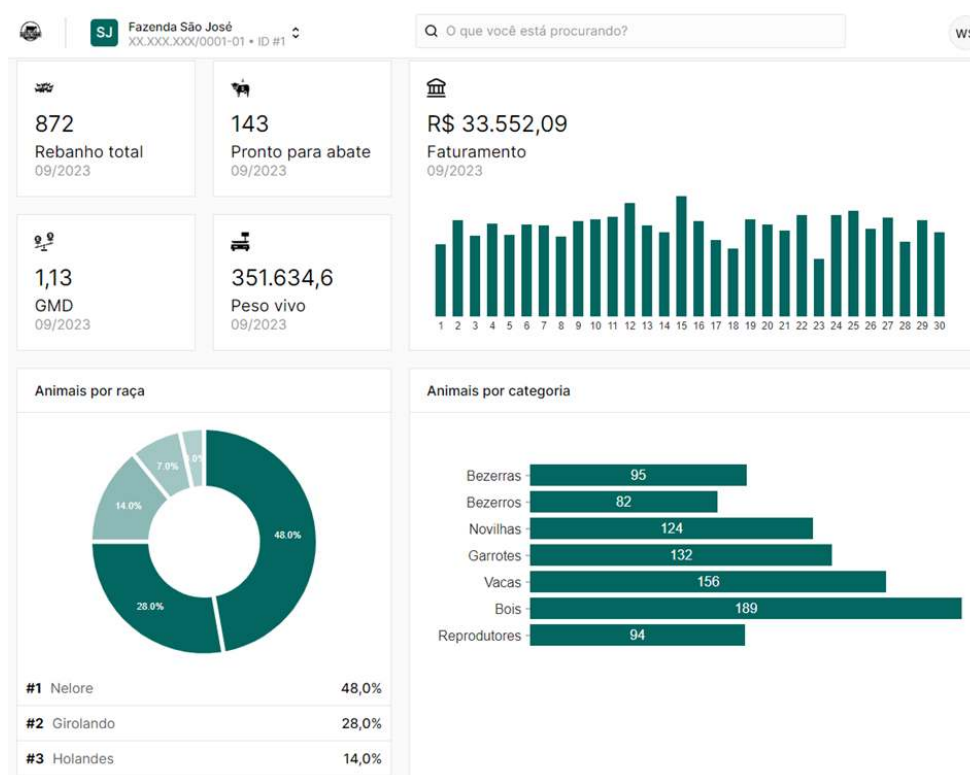 SJ
Fazenda São José
XX.XXX.XXX/0001-01 • ID #1
O que você está procurando?
872
Rebanho total
09/2023
143
Pronto para abate
09/2023
R$ 33.552,09
Faturamento
09/2023
1,13
GMD
09/2023
351.634,6
Peso vivo
09/2023
1 2 3 4 5 6 7 8 9 10 11 12 13 14 15 16 17 18 19 20 21 22 23 24 25 26 27 28 29 30
Animais por raça
7.0%
14.0%
48.0%
28.0%
#1 Nelore 48,0%
#2 Girolando 28,0%
#3 Holandes 14,0%
Animais por categoria
Bezerras 95
Bezerros 82
Novilhas 124
Garrotes 132
Vacas 156
Bois 189
Reprodutores 94